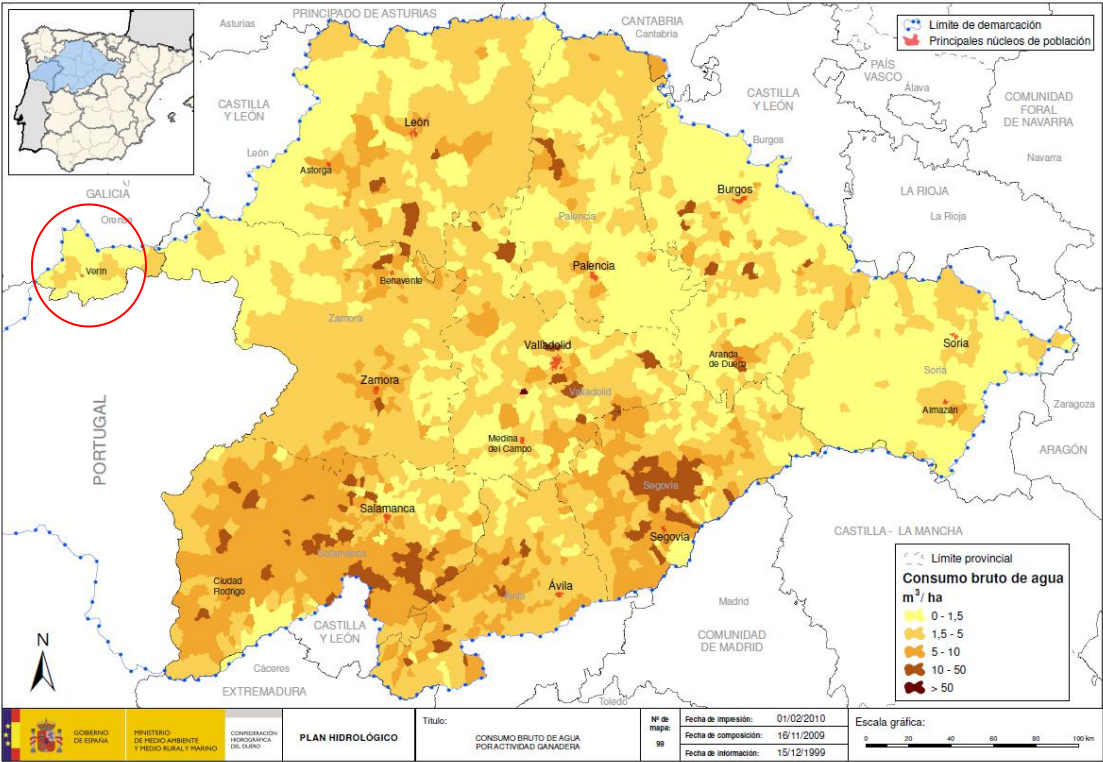 PRINCIPADO DE ASTURIAS
Asturias
CANTABRIA
Cantabria
Límite de demarcación
Principales núcleos de población
PAÍS
VASCO
Álava
COMUNIDAD
FORAL
DE NAVARRA
Navarra
CASTILLA
Y LEÓN
León
CASTILLA
Y LEÓN
Burgos
León
Astorga
Burgos
LA RIOJA
La Rioja
GALICIA
Orense
Verín
Palencia
Palencia
Benavente
Zamora
Valladolid
Valladolid
Aranda
de Duero
Soria
Soria
Zamora
Almazán
Zaragoza
ARAGÓN
PORTUGAL
Medina
del Campo
Segovia
Segovia
Salamanca
Salamanca
CASTILLA - LA MANCHA
Ciudad
Rodrigo
Ávila
Ávila
Madrid
COMUNIDAD
DE MADRID
CASTILLA
Y LEÓN
Cáceres
EXTREMADURA
Toledo
N
Límite provincial
Consumo bruto de agua
m³/ ha
0 - 1,5
1,5 - 5
5 - 10
10 - 50
> 50
GOBIERNO
DE ESPAÑA
MINISTERIO
DE MEDIO AMBIENTE
Y MEDIO RURAL Y MARINO
CONFEDERACIÓN
HIDROGRÁFICA
DEL DUERO
PLAN HIDROLÓGICO
Título:
CONSUMO BRUTO DE AGUA
POR ACTIVIDAD GANADERA
Nº de
mapa:
99
Fecha de impresión: 01/02/2010
Fecha de composición: 16/11/2009
Fecha de información: 15/12/1999
Escala gráfica:
0 20 40 60 80 100 km